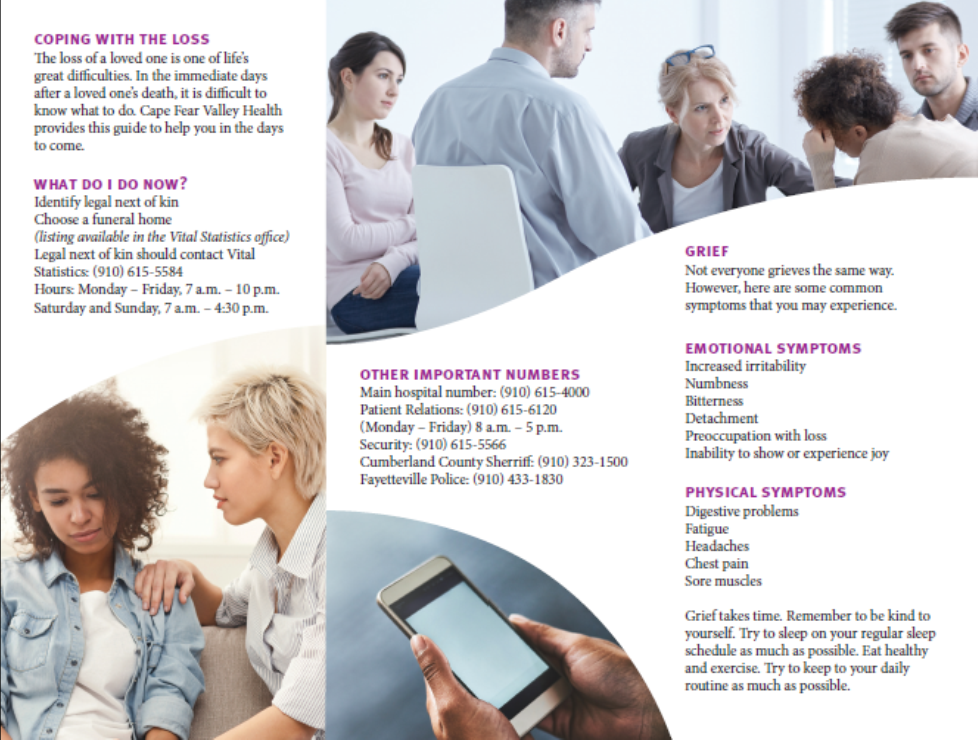 COPING WITH THE LOSS
The loss of a loved one is one of life's
great difficulties. In the immediate days
after a loved one's death, it is difficult to
know what to do. Cape Fear Valley Health
provides this guide to help you in the days
to come.
WHAT DO I DO NOW?
Identify legal next of kin
Choose a funeral home
(listing available in the Vital Statistics office)
Legal next of kin should contact Vital
Statistics: (910) 615-5584
Hours: Monday – Friday, 7 a.m. – 10 p.m.
Saturday and Sunday, 7 a.m. – 4:30 p.m.
OTHER IMPORTANT NUMBERS
Main hospital number: (910) 615-4000
Patient Relations: (910) 615-6120
(Monday – Friday) 8 a.m. – 5 p.m.
Security: (910) 615-5566
Cumberland County Sherriff: (910) 323-1500
Fayetteville Police: (910) 433-1830
GRIEF
Not everyone grieves the same way.
However, here are some common
symptoms that you may experience.
EMOTIONAL SYMPTOMS
Increased irritability
Numbness
Bitterness
Detachment
Preoccupation with loss
Inability to show or experience joy
PHYSICAL SYMPTOMS
Digestive problems
Fatigue
Headaches
Chest pain
Sore muscles
Grief takes time. Remember to be kind to
yourself. Try to sleep on your regular sleep
schedule as much as possible. Eat healthy
and exercise. Try to keep to your daily
routine as much as possible.